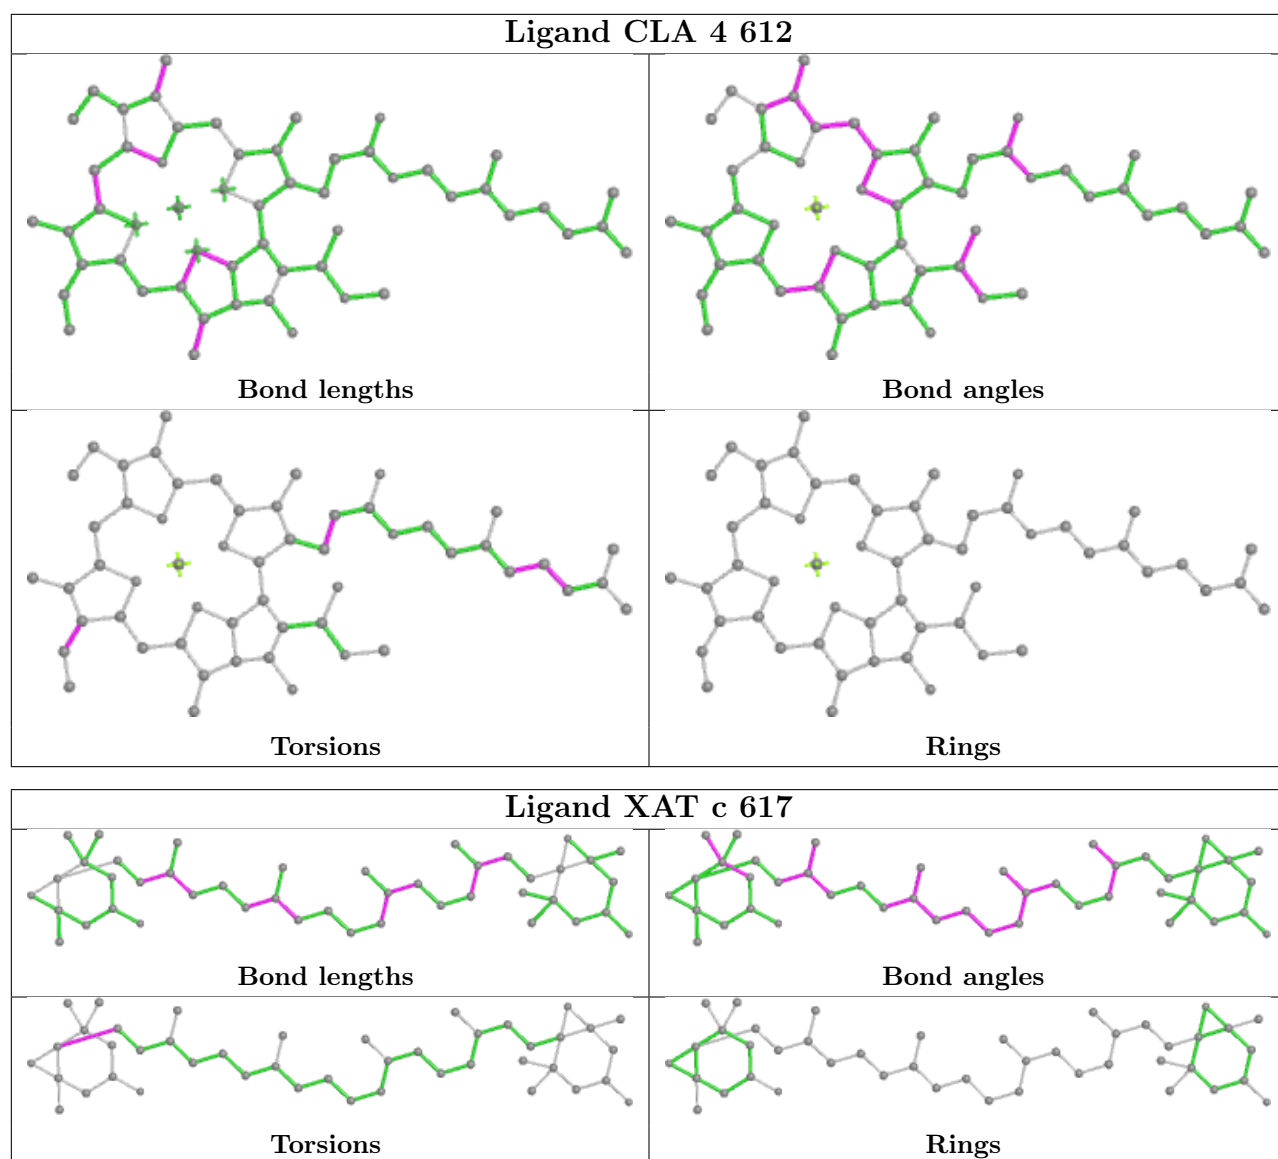 Ligand CLA 4 612
Bond lengths
Bond angles
Torsions
Rings
Ligand XAT c 617
Bond lengths
Bond angles
Torsions
Rings